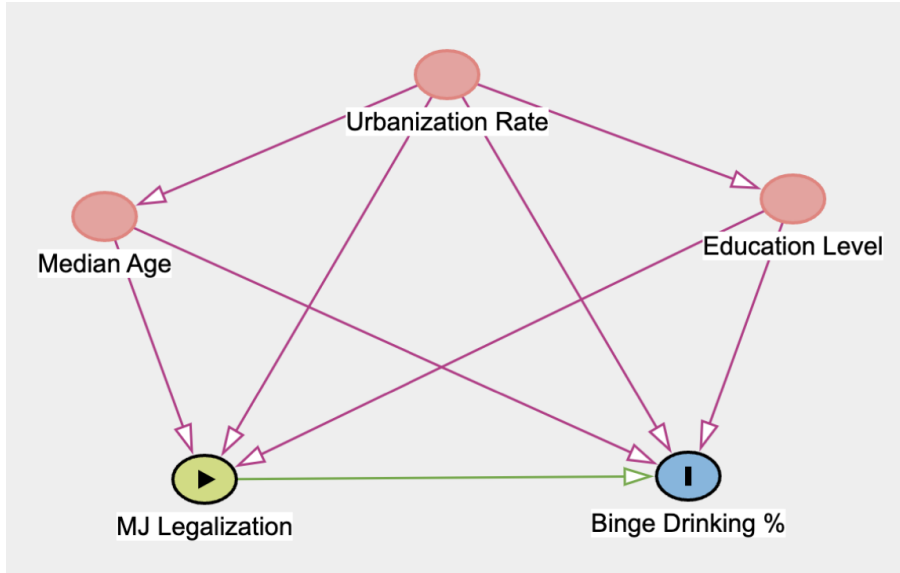 Urbanization Rate
Median Age
Education Level
MJ Legalization
Binge Drinking %